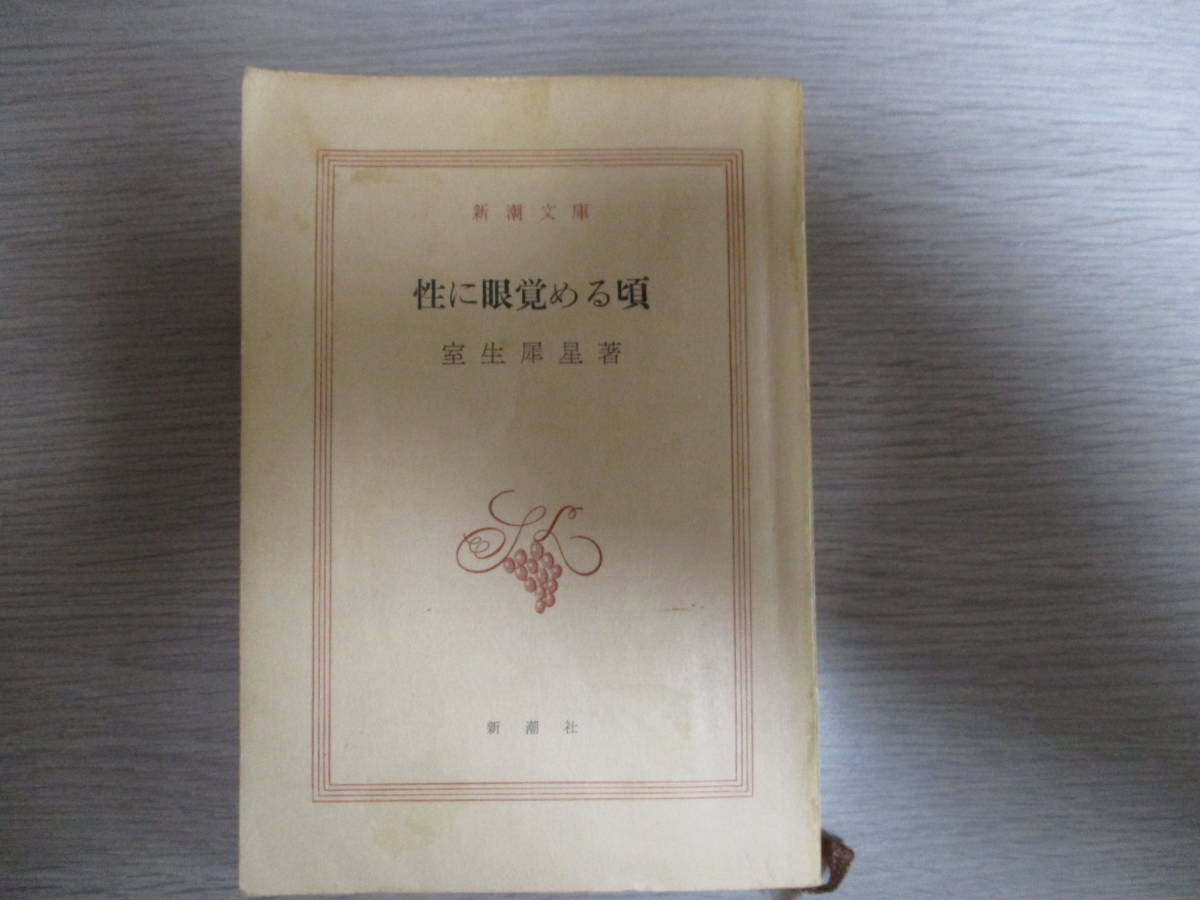 新潮文庫
性に眼覚める頃
室生犀星著
新潮社